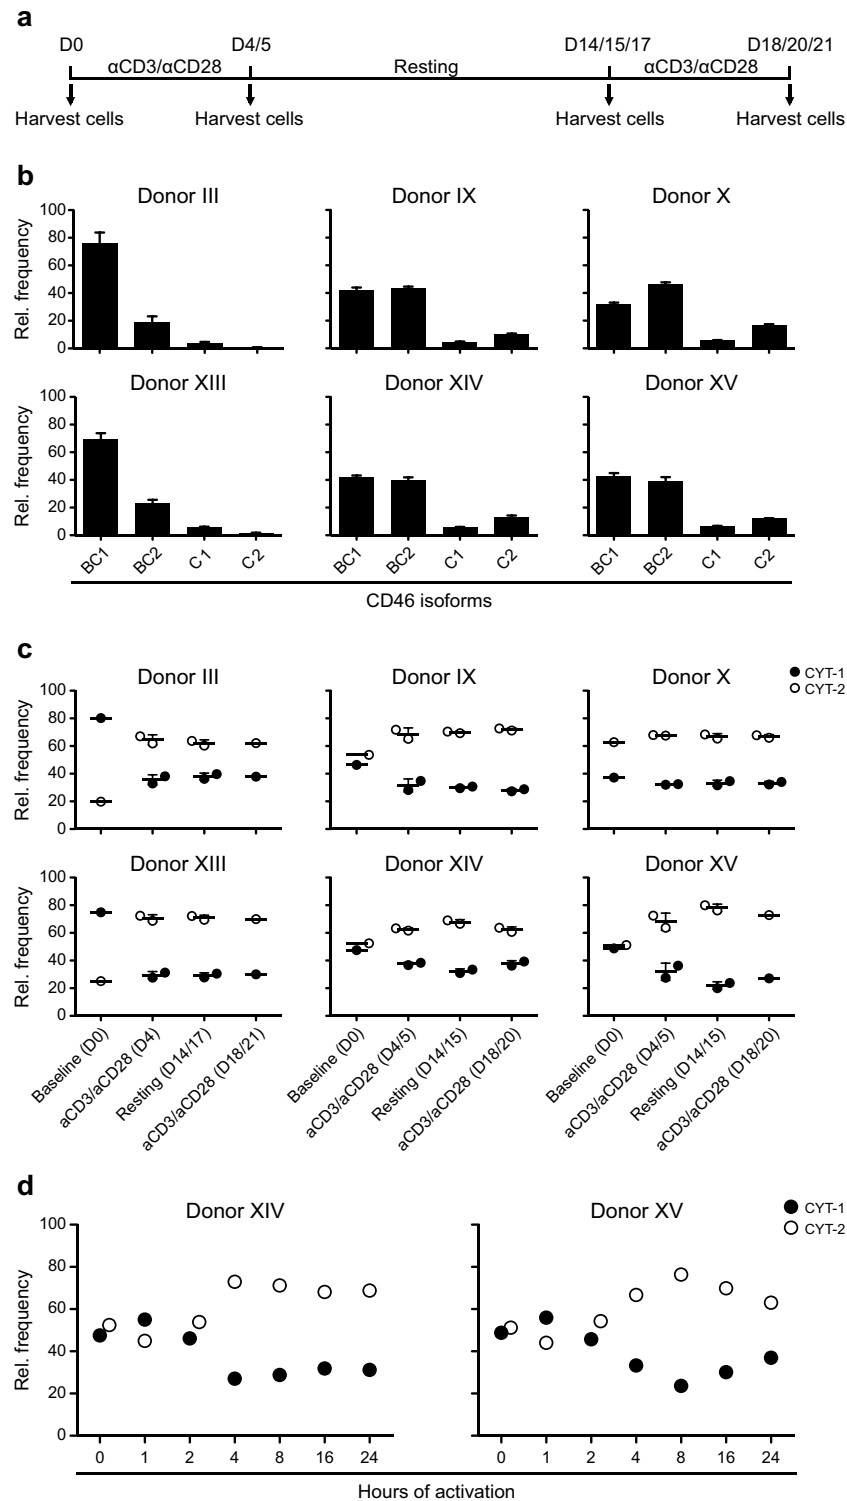 a
D0 D4/5 D14/15/17 D18/20/21
αCD3/αCD28 Resting αCD3/αCD28
Harvest cells Harvest cells Harvest cells Harvest cells
b
Donor III Donor IX Donor X
Rel. frequency
100
80
60
40
20
0
Donor XIII Donor XIV Donor XV
Rel. frequency
100
80
60
40
20
0
BC1 BC2 C1 C2 BC1 BC2 C1 C2 BC1 BC2 C1 C2
CD46 isoforms
c
Donor III Donor IX Donor X
CYT-1
CYT-2
Rel. frequency
100
80
60
40
20
0
Donor XIII Donor XIV Donor XV
Rel. frequency
100
80
60
40
20
0
Baseline (D0)
aCD3/aCD28 (D4)
Resting (D14/17)
aCD3/aCD28 (D18/21)
Baseline (D0)
aCD3/aCD28 (D4/5)
Resting (D14/15)
aCD3/aCD28 (D18/20)
Baseline (D0)
aCD3/aCD28 (D4/5)
Resting (D14/15)
aCD3/aCD28 (D18/20)
d
Donor XIV Donor XV
CYT-1
CYT-2
Rel. frequency
100
80
60
40
20
0
0 1 2 4 8 16 24 0 1 2 4 8 16 24
Hours of activation